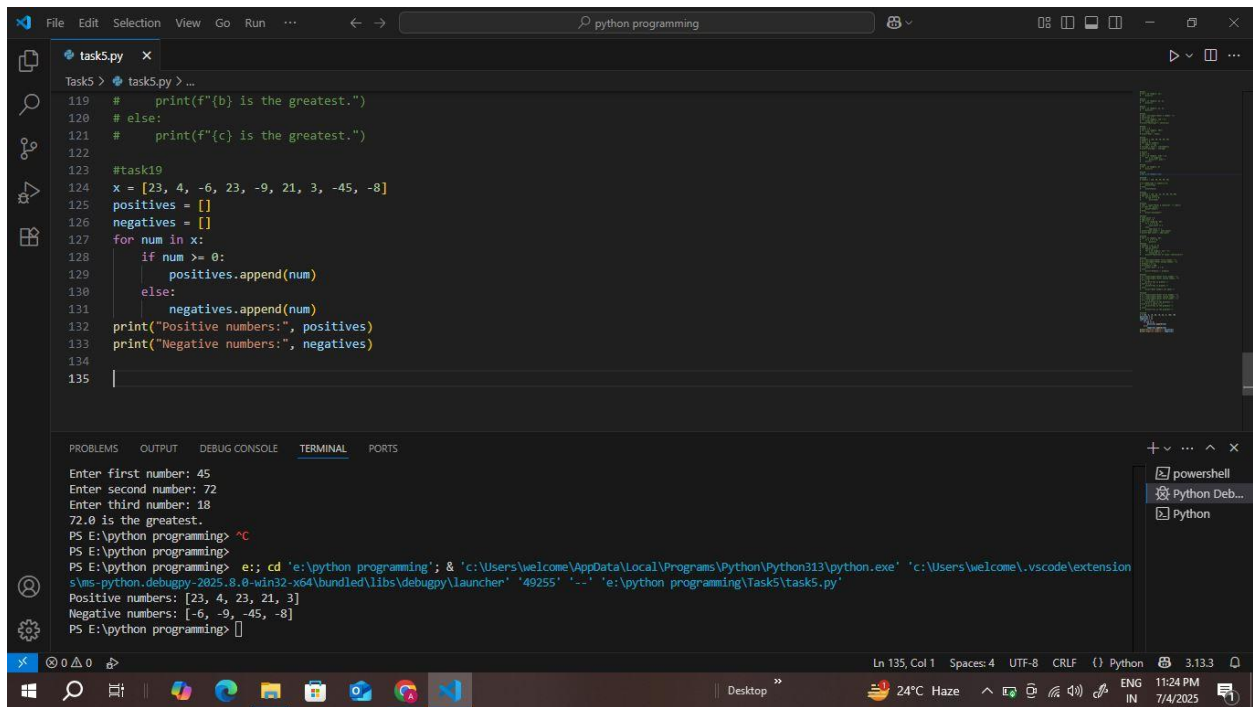 File Edit Selection View Go Run ··· ← → python programming
task5.py ×
Task5 > task5.py > ...
119 #     print(f"{b} is the greatest.")
120 # else:
121 #     print(f"{c} is the greatest.")
122
123 #task19
124 x = [23, 4, -6, 23, -9, 21, 3, -45, -8]
125 positives = []
126 negatives = []
127 for num in x:
128     if num >= 0:
129         positives.append(num)
130     else:
131         negatives.append(num)
132 print("Positive numbers:", positives)
133 print("Negative numbers:", negatives)
134
135
PROBLEMS OUTPUT DEBUG CONSOLE TERMINAL PORTS
Enter first number: 45
Enter second number: 72
Enter third number: 18
72.0 is the greatest.
PS E:\python programming> ^C
PS E:\python programming>
PS E:\python programming>  e:; cd 'e:\python programming'; & 'c:\Users\welcome\AppData\Local\Programs\Python\Python313\python.exe' 'c:\Users\welcome\.vscode\extension
s\ms-python.debugpy-2025.8.0-win32-x64\bundled\libs\debugpy\launcher' '49255' '--' 'e:\python programming\Task5\task5.py'
Positive numbers: [23, 4, 23, 21, 3]
Negative numbers: [-6, -9, -45, -8]
PS E:\python programming>
powershell
Python Deb...
Python
0 0 Ln 135, Col 1 Spaces: 4 UTF-8 CRLF {} Python 3.13.3
Desktop » 24°C Haze ENG IN 11:24 PM 7/4/2025